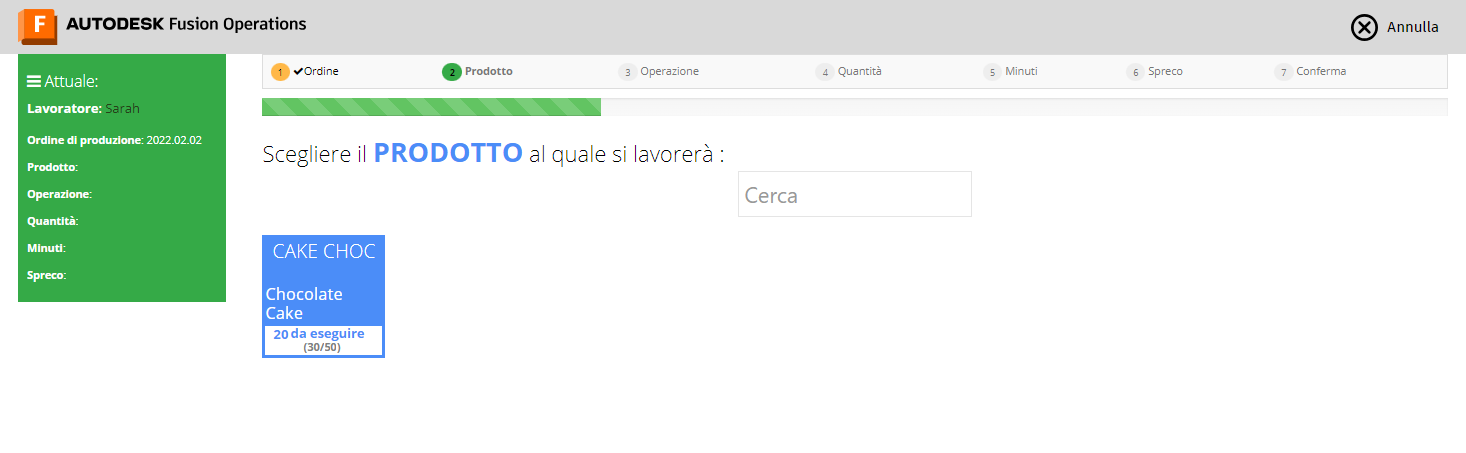 F AUTODESK Fusion Operations
Annulla
Attuale:
Lavoratore: Sarah
Ordine di produzione: 2022.02.02
Prodotto:
Operazione:
Quantità:
Minuti:
Spreco:
1 Ordine 2 Prodotto 3 Operazione 4 Quantità 5 Minuti 6 Spreco 7 Conferma
Scegliere il PRODOTTO al quale si lavorerà :
Cerca
CAKE CHOC
Chocolate
Cake
20 da eseguire
(30/50)